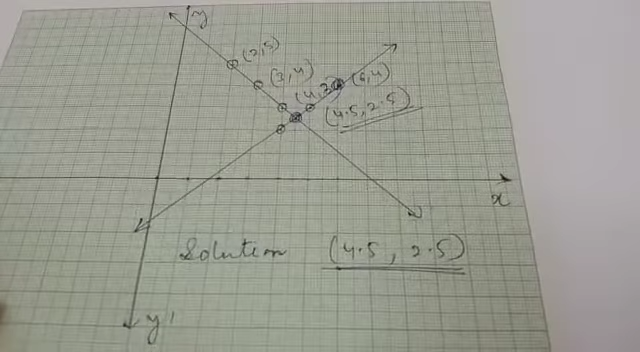 y
(2,5)
(3,4)
(4,3)
(6,4)
(4.5, 2.5)
x
Solution (4.5, 2.5)
y'